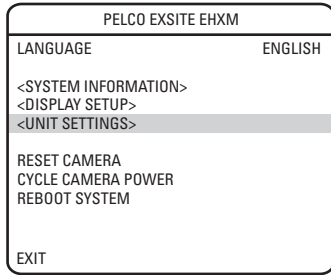 PELCO EXSITE EHXM
LANGUAGE ENGLISH
<SYSTEM INFORMATION>
<DISPLAY SETUP>
<UNIT SETTINGS>
RESET CAMERA
CYCLE CAMERA POWER
REBOOT SYSTEM
EXIT